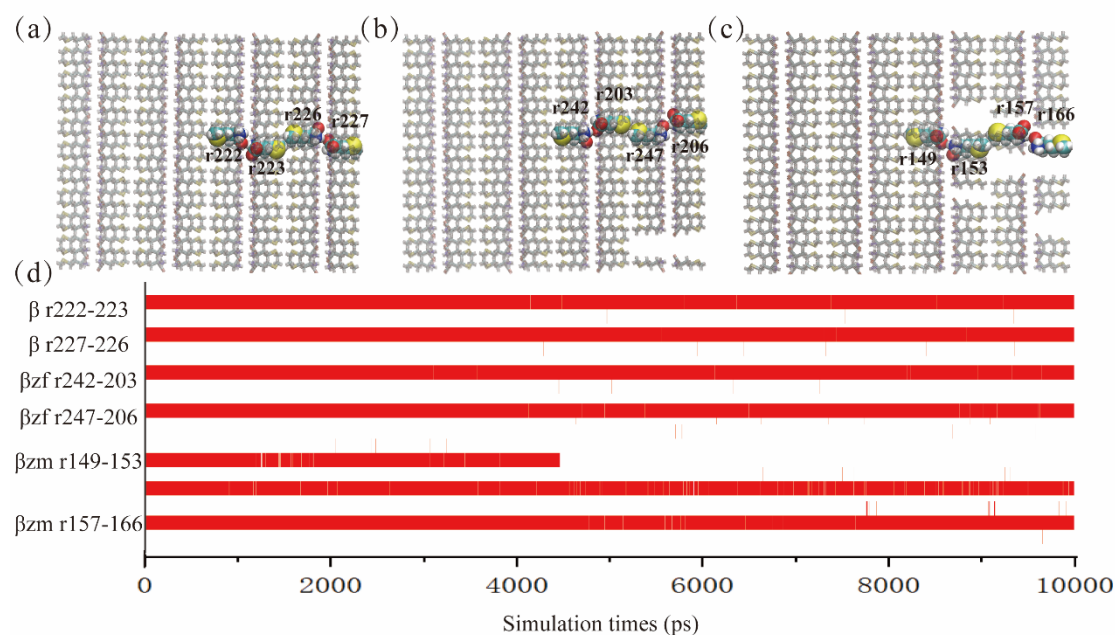 (a)
(b)
(c)
r226
r227
r222
r223
r203
r242
r247
r206
r157
r166
r149
r153
(d)
β r222-223
β r227-226
βzf r242-203
βzf r247-206
βzm r149-153
βzm r157-166
0 2000 4000 6000 8000 10000
Simulation times (ps)